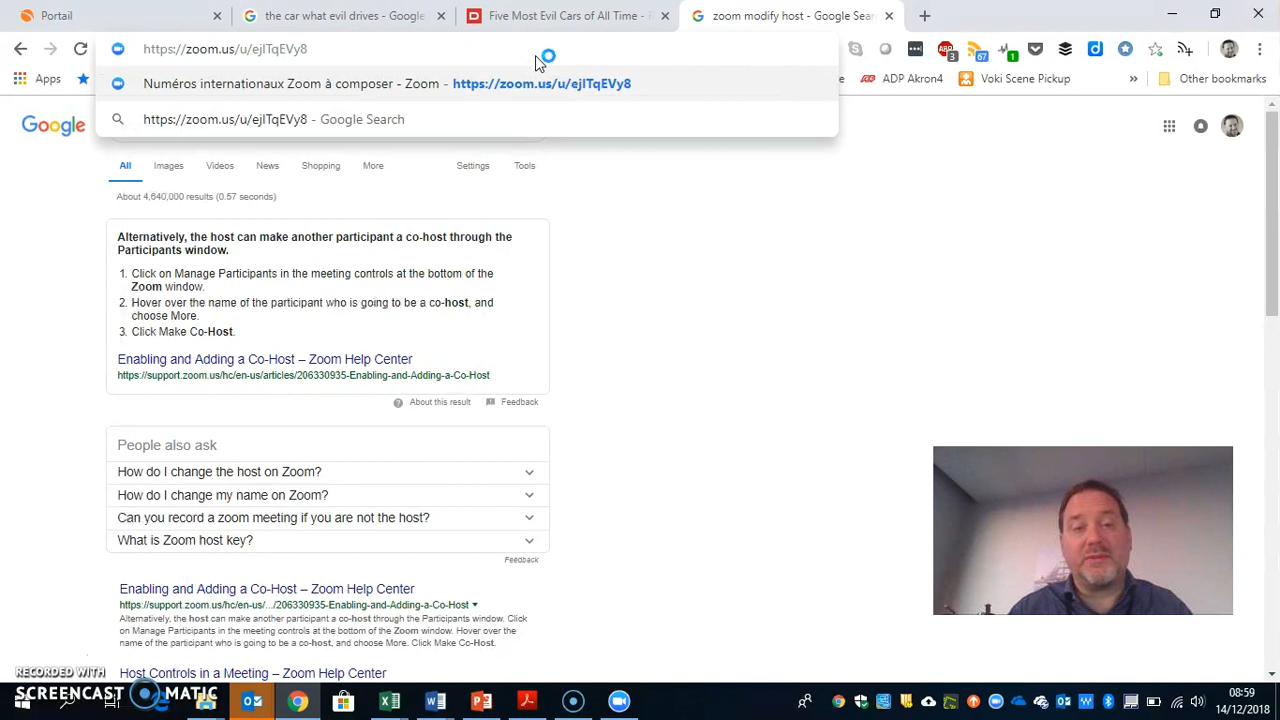 Portail
the car what evil drives - Google
Five Most Evil Cars of All Time -
zoom modify host - Google Sear
https://zoom.us/u/ejlTqEVy8
Numéros internationaux Zoom à composer - Zoom - https://zoom.us/u/ejlTqEVy8
Apps
ADP Akron4
Voki Scenejump
»
Other bookmarks
https://zoom.us/u/ejlTqEVy8 - Google Search
Google
All
Images
Videos
News
Shopping
More
Settings
Tools
About 4,640,000 results (0.57 seconds)
Alternatively, the host can make another participant a co-host through the
Participants window.
1. Click on Manage Participants in the meeting controls at the bottom of the
Zoom window.
2. Hover over the name of the participant who is going to be a co-host, and
choose More.
3. Click Make Co-Host.
Enabling and Adding a Co-Host – Zoom Help Center
https://support.zoom.us/hc/en-us/articles/206330935-Enabling-and-Adding-a-Co-Host
About this result
Feedback
People also ask
How do I change the host on Zoom?
How do I change my name on Zoom?
Can you record a zoom meeting if you are not the host?
What is Zoom host key?
Feedback
Enabling and Adding a Co-Host – Zoom Help Center
https://support.zoom.us/hc/en-us/.../206330935-Enabling-and-Adding-a-Co-Host
Alternatively, the host can make another participant a co-host through the Participants window. Click
on Manage Participants in the meeting controls at the bottom of the Zoom window. Hover over the
name of the participant who is going to be a co-host, and choose More. Click Make Co-Host.
Host Controls in a Meeting – Zoom Help Center
RECORDED WITH
SCREENCAST MATIC
08:59
14/12/2018